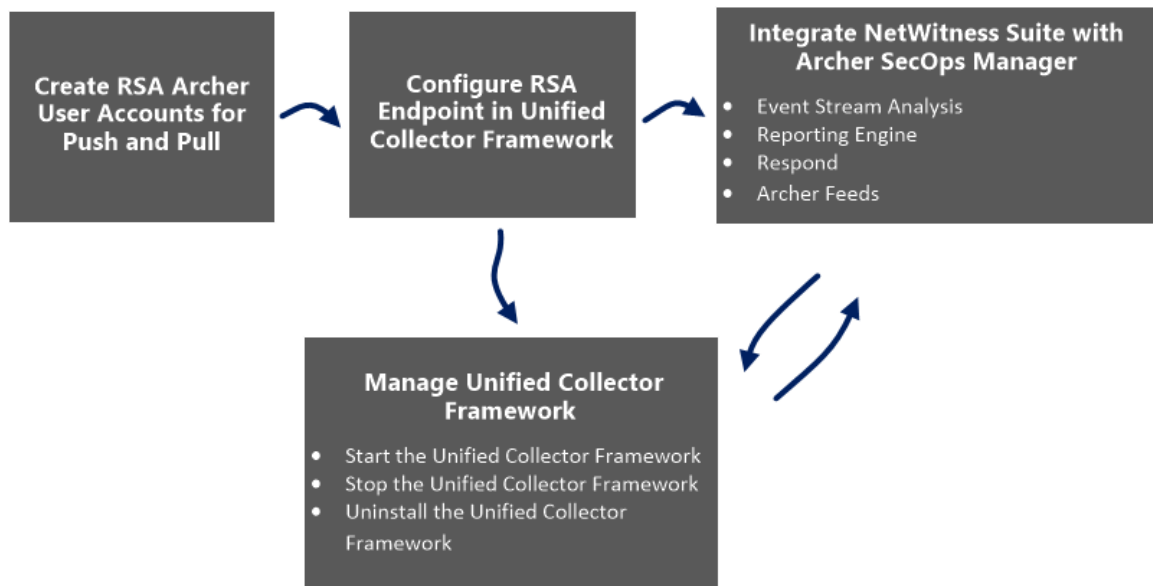 Create RSA Archer
User Accounts for
Push and Pull
Configure RSA
Endpoint in Unified
Collector Framework
Integrate NetWitness Suite with
Archer SecOps Manager
• Event Stream Analysis
• Reporting Engine
• Respond
• Archer Feeds
Manage Unified Collector
Framework
• Start the Unified Collector Framework
• Stop the Unified Collector Framework
• Uninstall the Unified Collector
Framework